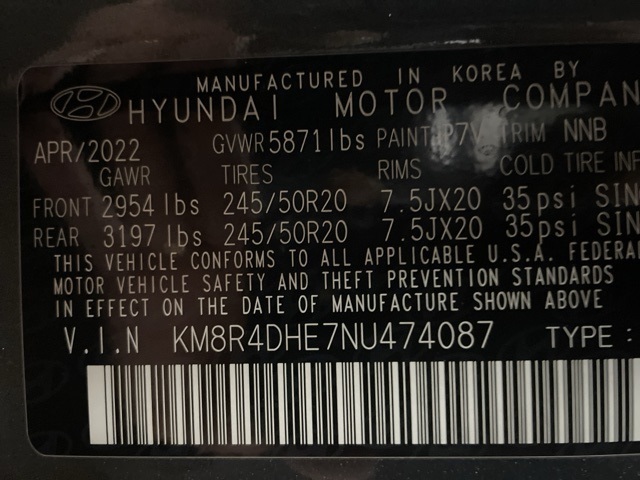 MANUFACTURED IN KOREA BY
HYUNDAI MOTOR COMPAN
APR/2022 GVWR 5871lbs PAINT: P7V TRIM NNB
GAWR TIRES RIMS COLD TIRE INF
FRONT 2954 lbs 245/50R20 7.5JX20 35psi SIN
REAR 3197 lbs 245/50R20 7.5JX20 35psi SIN
THIS VEHICLE CONFORMS TO ALL APPLICABLE U.S.A. FEDERAL
MOTOR VEHICLE SAFETY AND THEFT PREVENTION STANDARDS
IN EFFECT ON THE DATE OF MANUFACTURE SHOWN ABOVE
V.I.N KM8R4DHE7NU474087 TYPE: